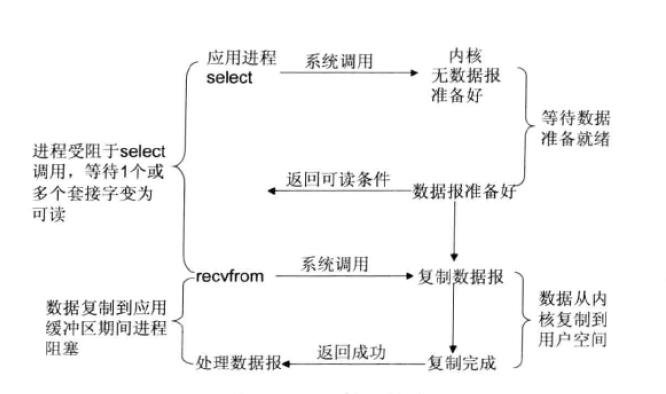 应用进程
select
系统调用
内核
无数据报
准备好
等待数据
准备就绪
进程受阻于select
调用，等待1个或
多个套接字变为
可读
返回可读条件
数据报准备好
recvfrom
系统调用
复制数据报
数据复制到应用
缓冲区期间进程
阻塞
数据从内
核复制到
用户空间
处理数据报
返回成功
复制完成